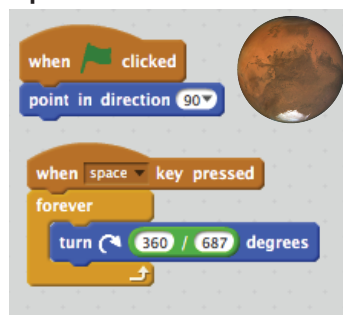 when clicked
point in direction 90
when space key pressed
forever
turn 360 / 687 degrees